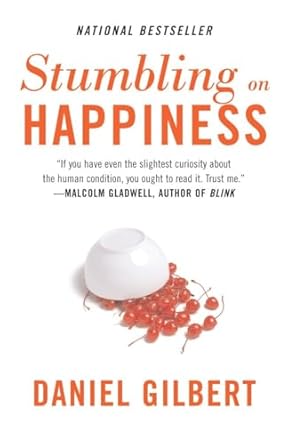 NATIONAL BESTSELLER
Stumbling on
HAPPINESS
“If you have even the slightest curiosity about
the human condition, you ought to read it. Trust me.”
—MALCOLM GLADWELL, AUTHOR OF BLINK
DANIEL GILBERT